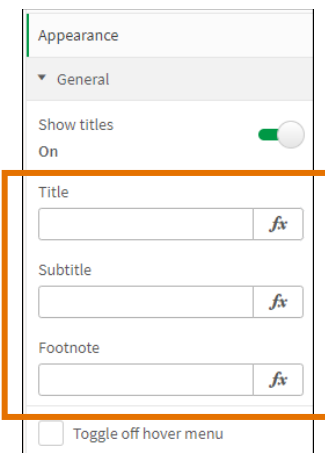 Appearance
General
Show titles
On
Title
fx
Subtitle
fx
Footnote
fx
Toggle off hover menu